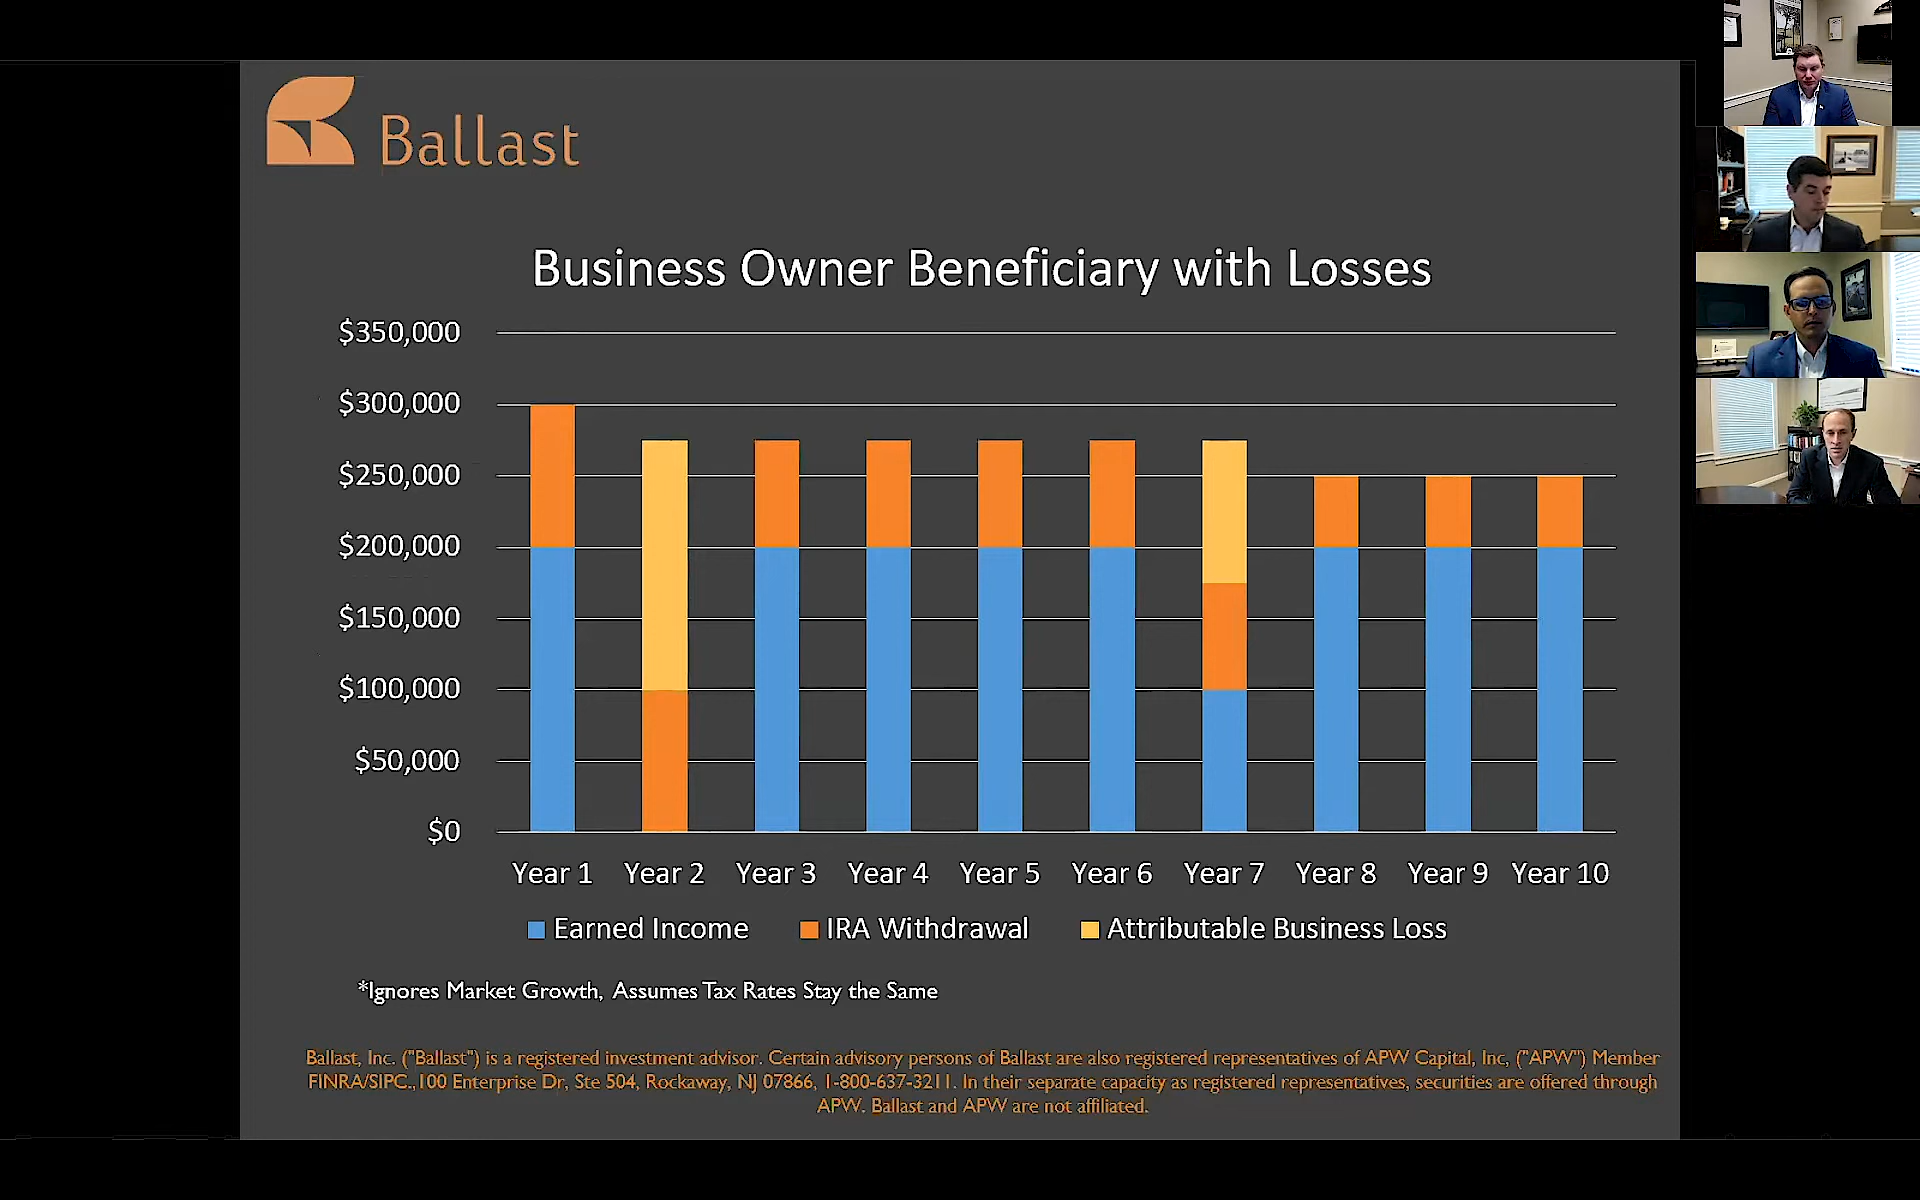 Ballast
Business Owner Beneficiary with Losses
$350,000
$300,000
$250,000
$200,000
$150,000
$100,000
$50,000
$0
Year 1 Year 2 Year 3 Year 4 Year 5 Year 6 Year 7 Year 8 Year 9 Year 10
Earned Income IRA Withdrawal Attributable Business Loss
*Ignores Market Growth, Assumes Tax Rates Stay the Same
Ballast, Inc. ("Ballast") is a registered investment advisor. Certain advisory persons of Ballast are also registered representatives of APW Capital, Inc, ("APW") Member
FINRA/SIPC.,100 Enterprise Dr, Ste 504, Rockaway, NJ 07866, 1-800-637-3211. In their separate capacity as registered representatives, securities are offered through
APW. Ballast and APW are not affiliated.